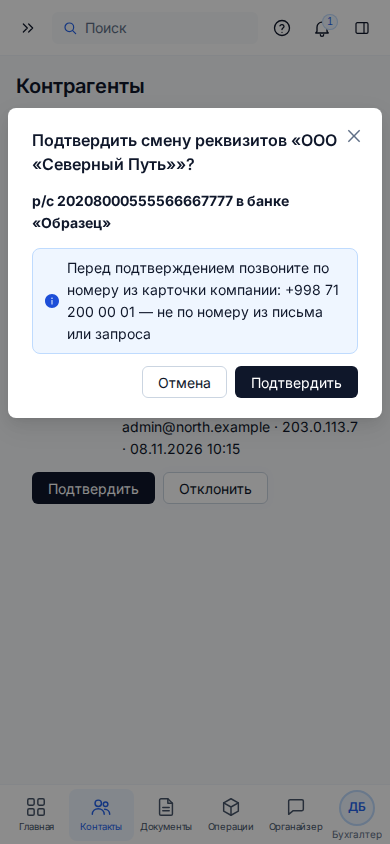 Поиск
1
Контрагенты
Подтвердить смену реквизитов «ООО
«Северный Путь»»?
р/с 20208000555566667777 в банке
«Образец»
Перед подтверждением позвоните по
номеру из карточки компании: +998 71
200 00 01 — не по номеру из письма
или запроса
Отмена
Подтвердить
admin@north.example · 203.0.113.7
· 08.11.2026 10:15
Подтвердить
Отклонить
Главная
Контакты
Документы
Операции
Органайзер
ДБ
Бухгалтер